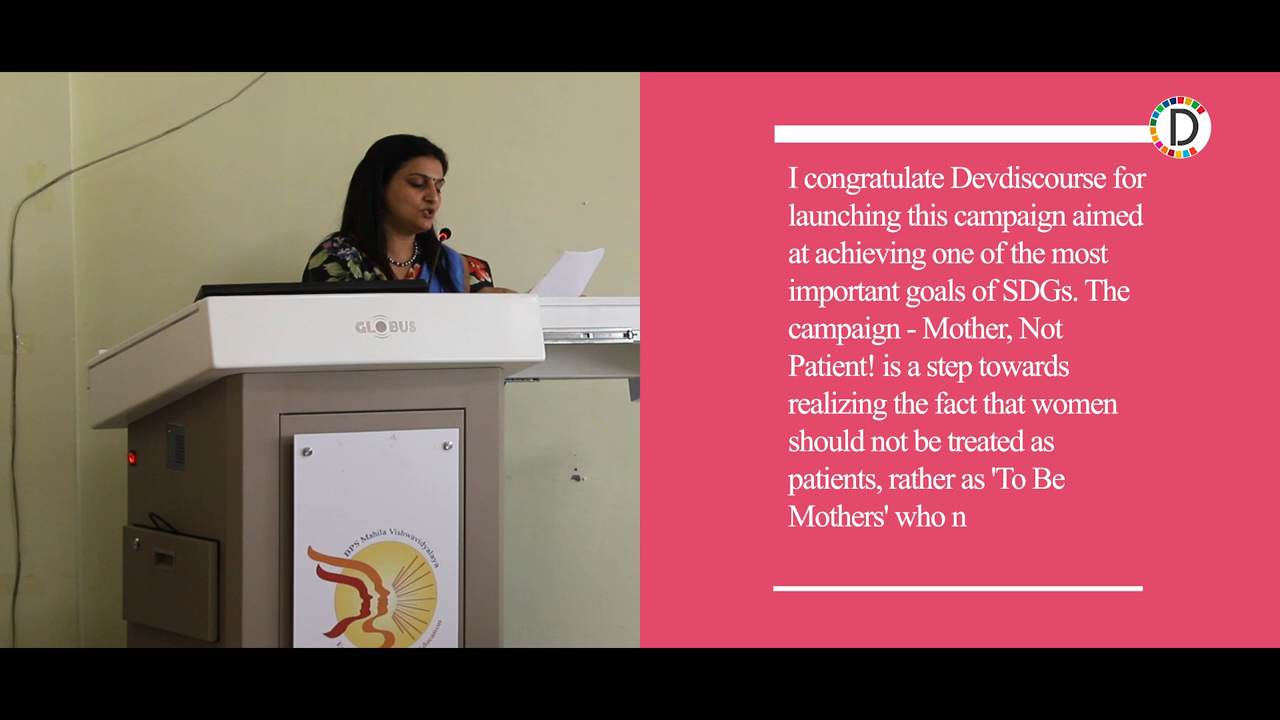 GLOBUS
BPS Mahila Vishwavidyalaya
ducation
D
I congratulate Devdiscourse for
launching this campaign aimed
at achieving one of the most
important goals of SDGs. The
campaign - Mother, Not
Patient! is a step towards
realizing the fact that women
should not be treated as
patients, rather as 'To Be
Mothers' who n